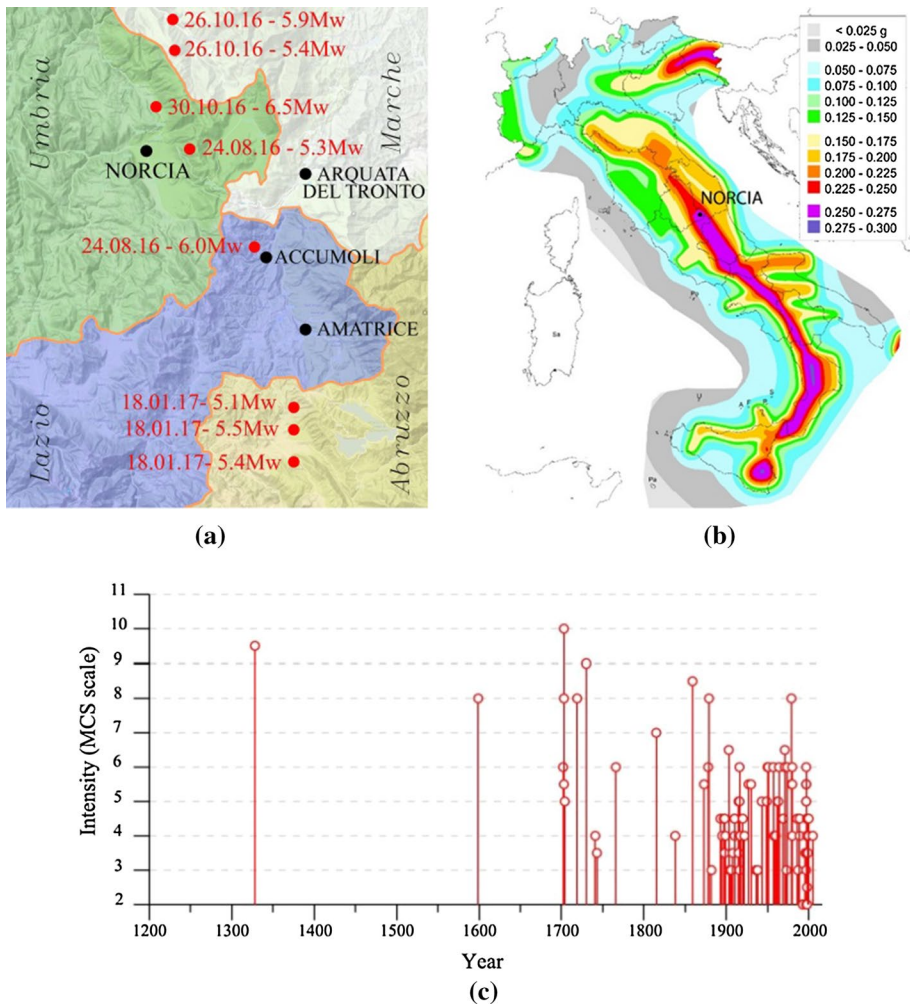 26.10.16 - 5.9Mw
26.10.16 - 5.4Mw
Umbria
Marche
30.10.16 - 6.5Mw
24.08.16 - 5.3Mw
NORCIA
ARQUATA
DEL TRONTO
24.08.16 - 6.0Mw
ACCUMOLI
AMATRICE
18.01.17- 5.1Mw
18.01.17- 5.5Mw
18.01.17- 5.4Mw
Lazio
Abruzzo
(a)
< 0.025 g
0.025 - 0.050
0.050 - 0.075
0.075 - 0.100
0.100 - 0.125
0.125 - 0.150
0.150 - 0.175
0.175 - 0.200
0.200 - 0.225
0.225 - 0.250
0.250 - 0.275
0.275 - 0.300
NORCIA
(b)
Intensity (MCS scale)
11
10
9
8
7
6
5
4
3
2
1200 1300 1400 1500 1600 1700 1800 1900 2000
Year
(c)